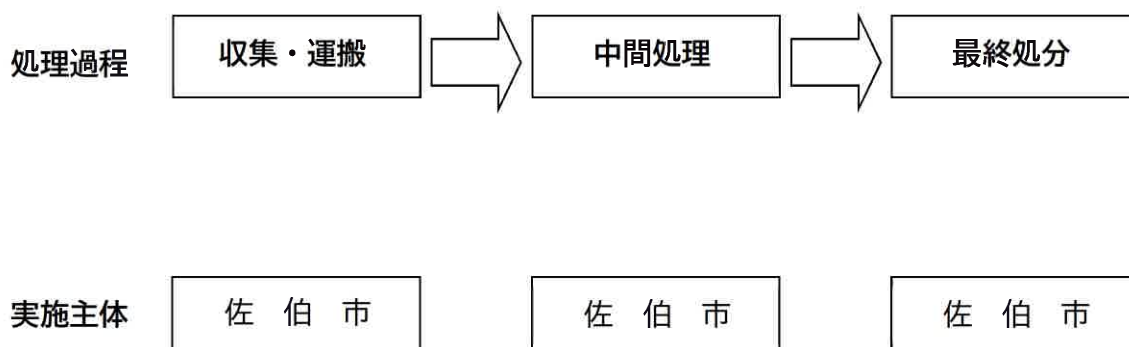 処理過程 収集・運搬 中間処理 最終処分
実施主体 佐 伯 市 佐 伯 市 佐 伯 市